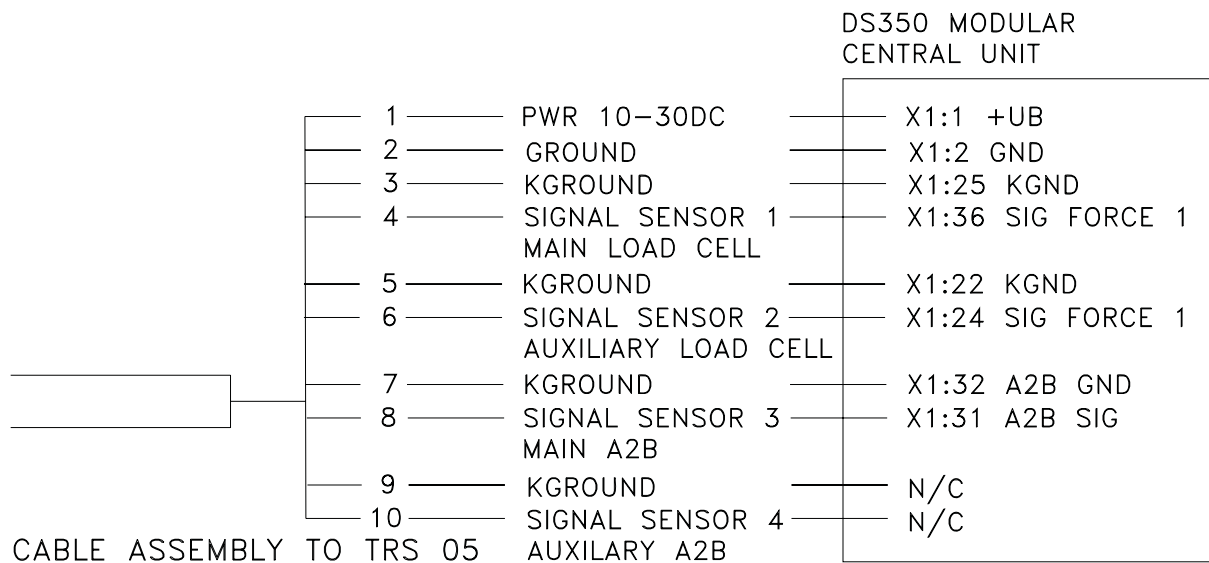 DS350 MODULAR
CENTRAL UNIT
1 PWR 10-30DC X1:1 +UB
2 GROUND X1:2 GND
3 KGROUND X1:25 KGND
4 SIGNAL SENSOR 1 X1:36 SIG FORCE 1
MAIN LOAD CELL
5 KGROUND X1:22 KGND
6 SIGNAL SENSOR 2 X1:24 SIG FORCE 1
AUXILIARY LOAD CELL
7 KGROUND X1:32 A2B GND
8 SIGNAL SENSOR 3 X1:31 A2B SIG
MAIN A2B
9 KGROUND N/C
10 SIGNAL SENSOR 4 N/C
CABLE ASSEMBLY TO TRS 05 AUXILARY A2B